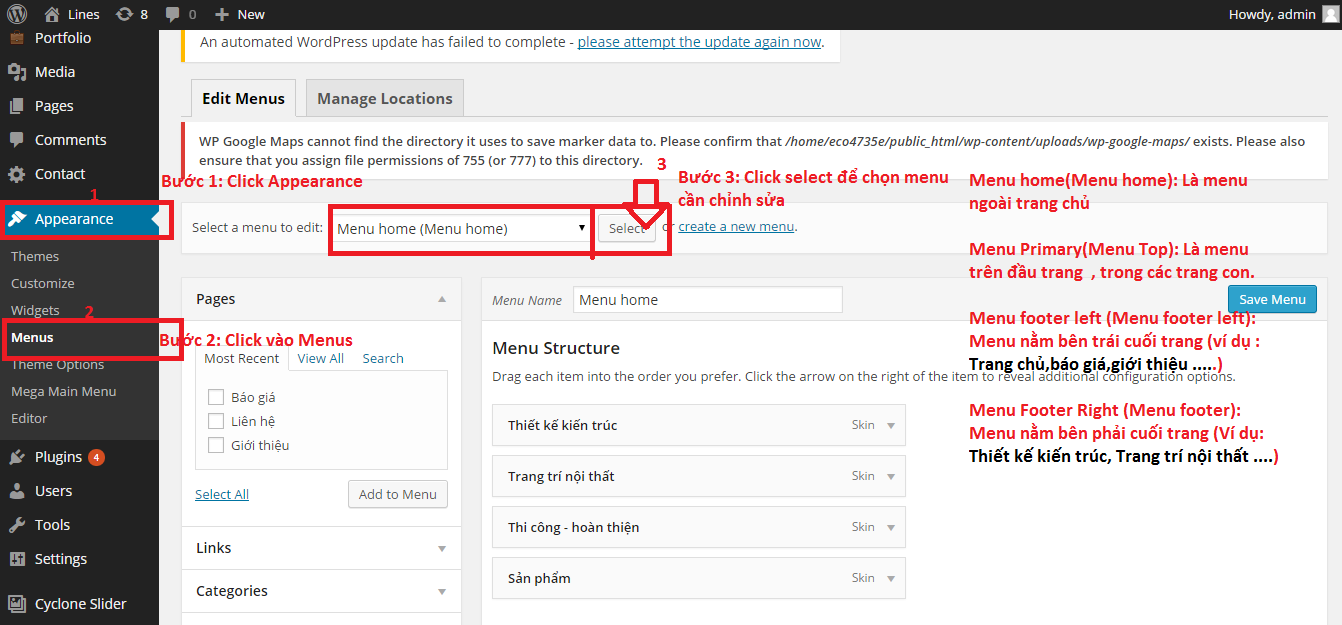 Lines 8 0 New Howdy, admin
Portfolio
Media
Pages
Comments
Contact
1
Appearance
Themes
Customize
Widgets
2
Menus
Theme Options
Mega Main Menu
Editor
Plugins 4
Users
Tools
Settings
Cyclone Slider
An automated WordPress update has failed to complete - please attempt the update again now.
Edit Menus Manage Locations
WP Google Maps cannot find the directory it uses to save marker data to. Please confirm that /home/eco4735e/public_html/wp-content/uploads/wp-google-maps/ exists. Please also
ensure that you assign file permissions of 755 (or 777) to this directory.
3
Bước 1: Click Appearance
Bước 3: Click select để chọn menu
cần chỉnh sửa
Select a menu to edit: Menu home (Menu home) Select or create a new menu.
Menu home(Menu home): Là menu
ngoài trang chủ
Menu Primary(Menu Top): Là menu
trên đầu trang , trong các trang con.
Menu footer left (Menu footer left):
Menu nằm bên trái cuối trang (ví dụ :
Trang chủ,báo giá,giới thiệu .....)
Menu Footer Right (Menu footer):
Menu nằm bên phải cuối trang (Ví dụ:
Thiết kế kiến trúc, Trang trí nội thất ....)
Pages
Bước 2: Click vào Menus
Most Recent View All Search
Báo giá
Liên hệ
Giới thiệu
Select All Add to Menu
Links
Categories
Menu Name Menu home Save Menu
Menu Structure
Drag each item into the order you prefer. Click the arrow on the right of the item to reveal additional configuration options.
Thiết kế kiến trúc Skin
Trang trí nội thất Skin
Thi công - hoàn thiện Skin
Sản phẩm Skin